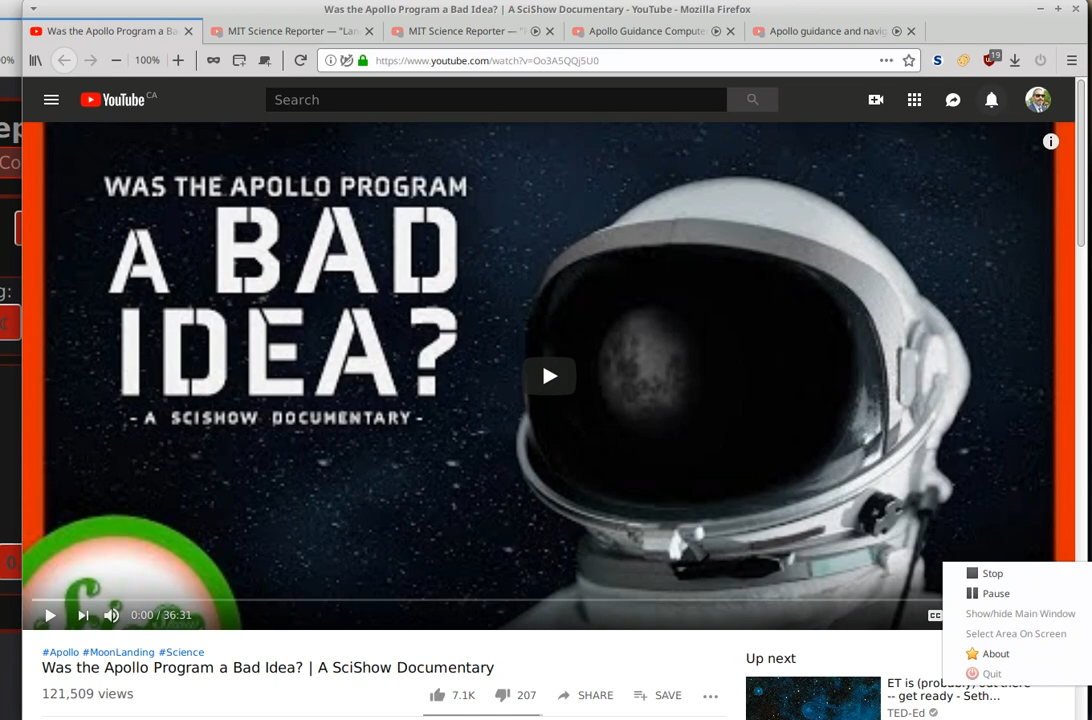 Was the Apollo Program a Bad Idea? | A SciShow Documentary - YouTube - Mozilla Firefox
Was the Apollo Program a Ba
MIT Science Reporter — "Lan
MIT Science Reporter —
Apollo Guidance Compute
Apollo guidance and navig
100%
https://www.youtube.com/watch?v=Oo3A5QQj5U0
19
YouTube CA
Search
WAS THE APOLLO PROGRAM
A BAD
IDEA?
- A SCISHOW DOCUMENTARY -
0:00 / 36:31
CC
Stop
Pause
Show/hide Main Window
Select Area On Screen
About
Quit
#Apollo #MoonLanding #Science
Was the Apollo Program a Bad Idea? | A SciShow Documentary
121,509 views
7.1K
207
SHARE
SAVE
Up next
ET is (probably) out there
-- get ready - Seth...
TED-Ed